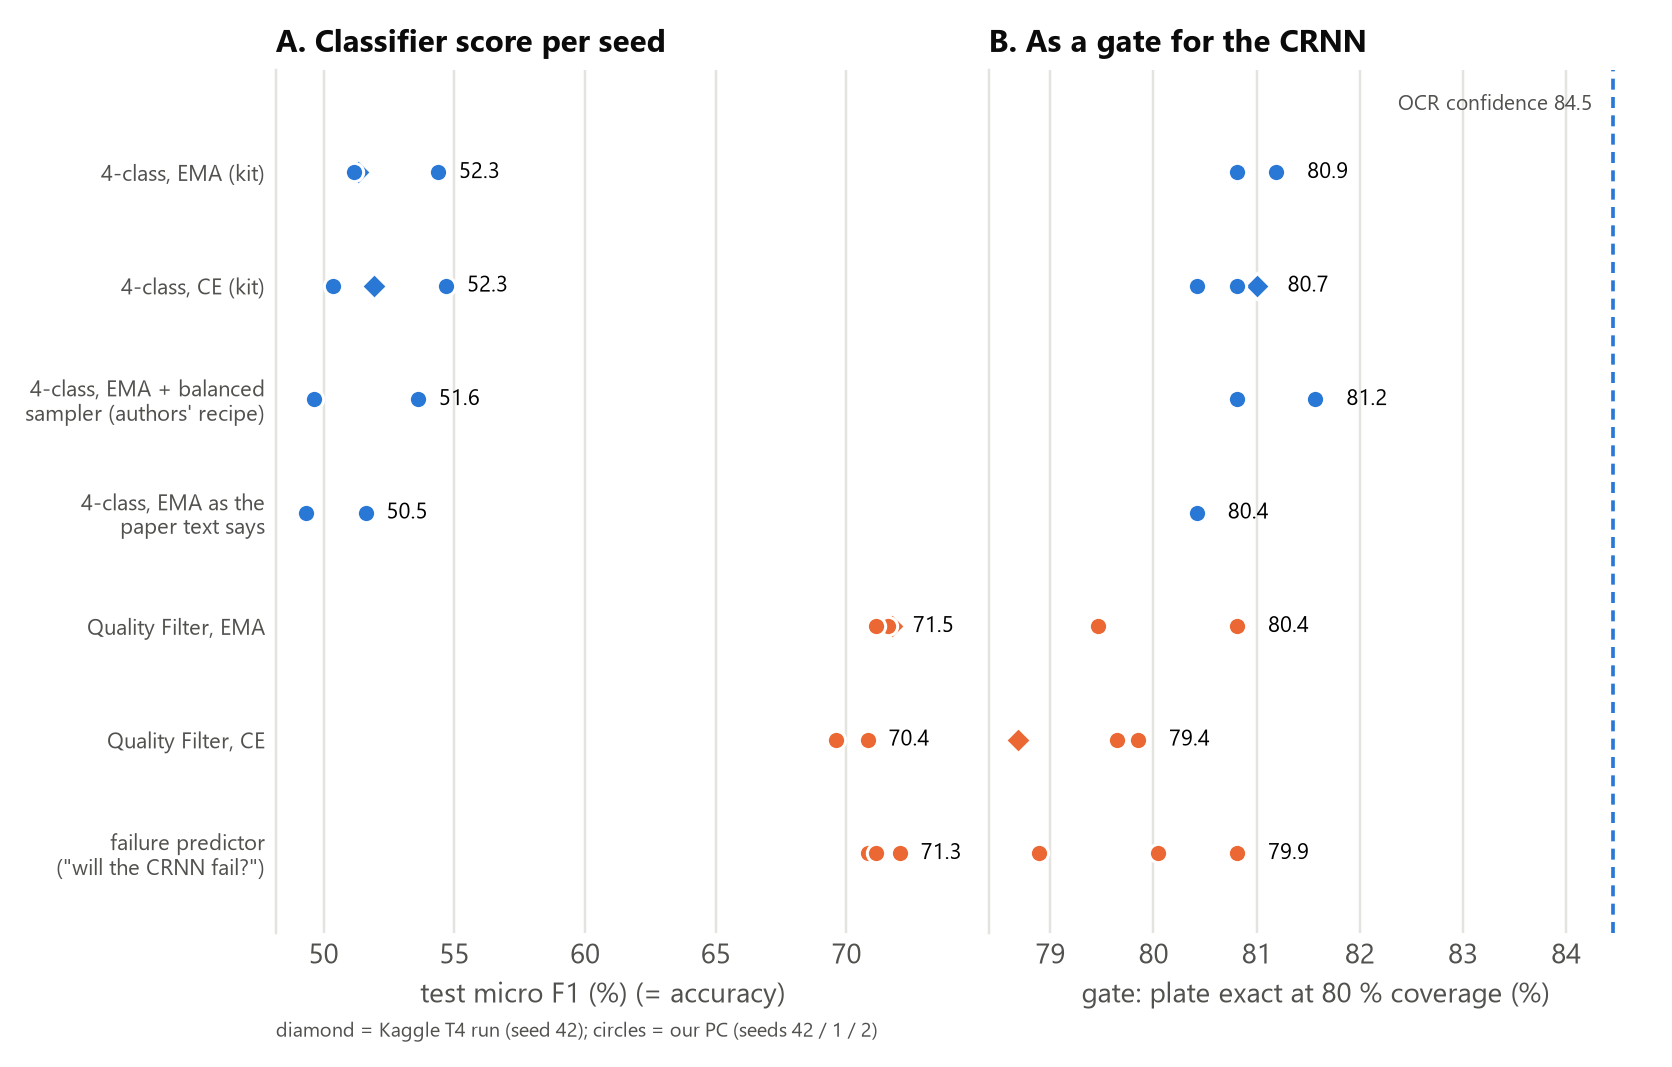 A. Classifier score per seed
B. As a gate for the CRNN
OCR confidence 84.5
4-class, EMA (kit)
52.3
80.9
4-class, CE (kit)
52.3
80.7
4-class, EMA + balanced
sampler (authors' recipe)
51.6
81.2
4-class, EMA as the
paper text says
50.5
80.4
Quality Filter, EMA
71.5
80.4
Quality Filter, CE
70.4
79.4
failure predictor
("will the CRNN fail?")
71.3
79.9
50 55 60 65 70
79 80 81 82 83 84
test micro F1 (%) (= accuracy)
gate: plate exact at 80 % coverage (%)
diamond = Kaggle T4 run (seed 42); circles = our PC (seeds 42 / 1 / 2)